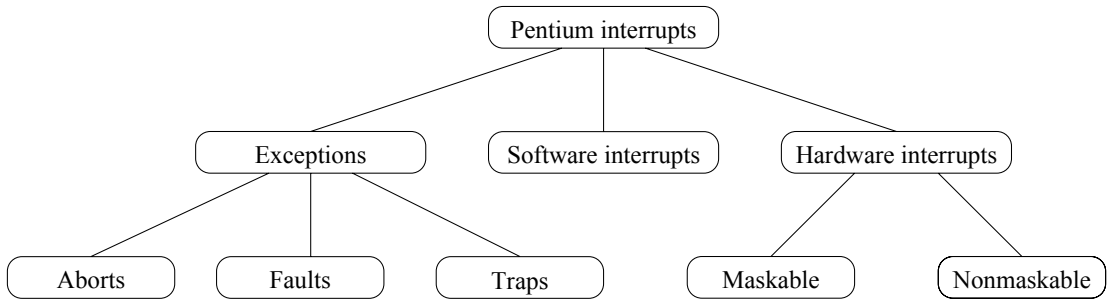 Pentium interrupts
Exceptions
Software interrupts
Hardware interrupts
Aborts
Faults
Traps
Maskable
Nonmaskable